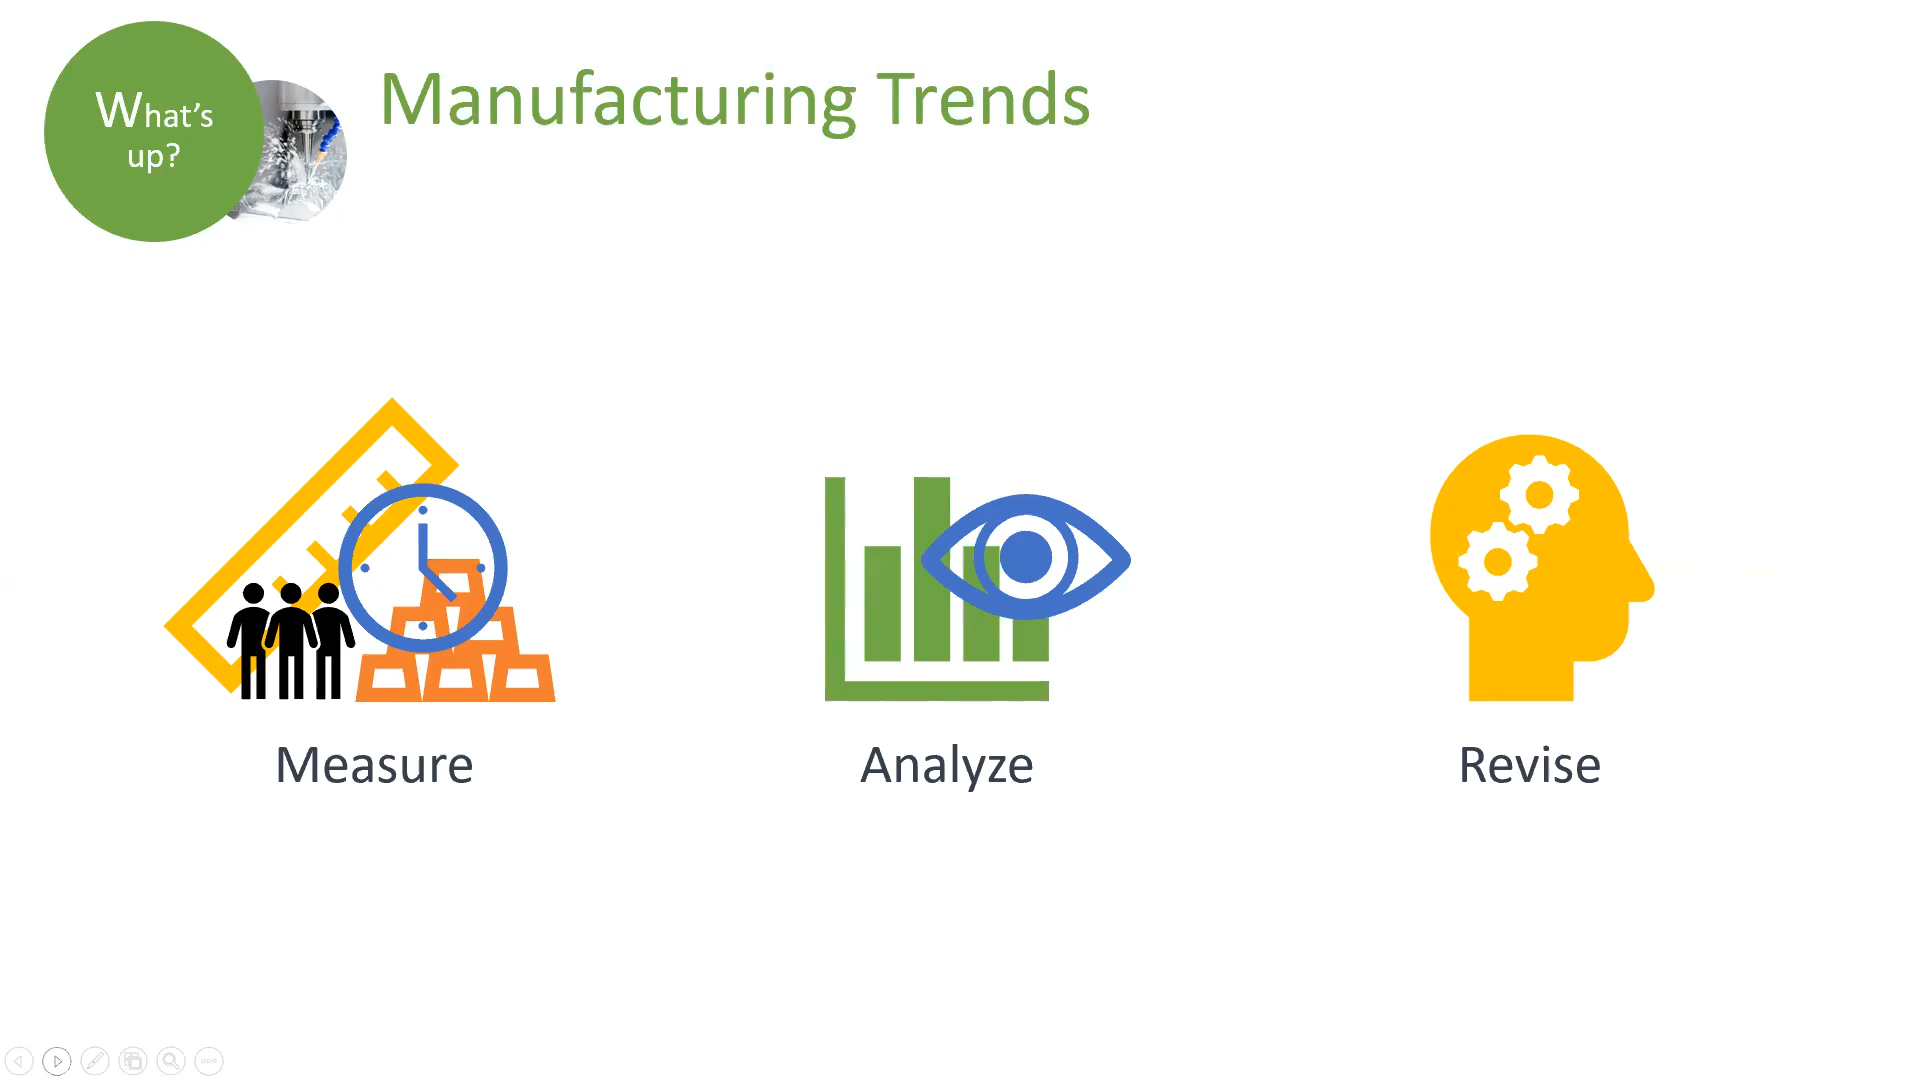 What's
up?
Manufacturing Trends
Measure
Analyze
Revise